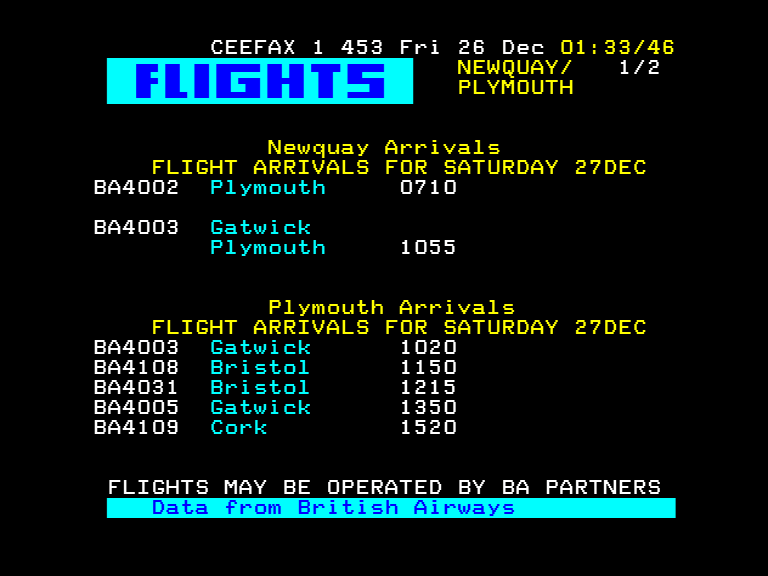 CEEFAX 1 453 Fri 26 Dec 01:33/46
FLIGHTS NEWQUAY/ 1/2
PLYMOUTH
Newquay Arrivals
FLIGHT ARRIVALS FOR SATURDAY 27DEC
BA4002 Plymouth 0710
BA4003 Gatwick
Plymouth 1055
Plymouth Arrivals
FLIGHT ARRIVALS FOR SATURDAY 27DEC
BA4003 Gatwick 1020
BA4108 Bristol 1150
BA4031 Bristol 1215
BA4005 Gatwick 1350
BA4109 Cork 1520
FLIGHTS MAY BE OPERATED BY BA PARTNERS
Data from British Airways